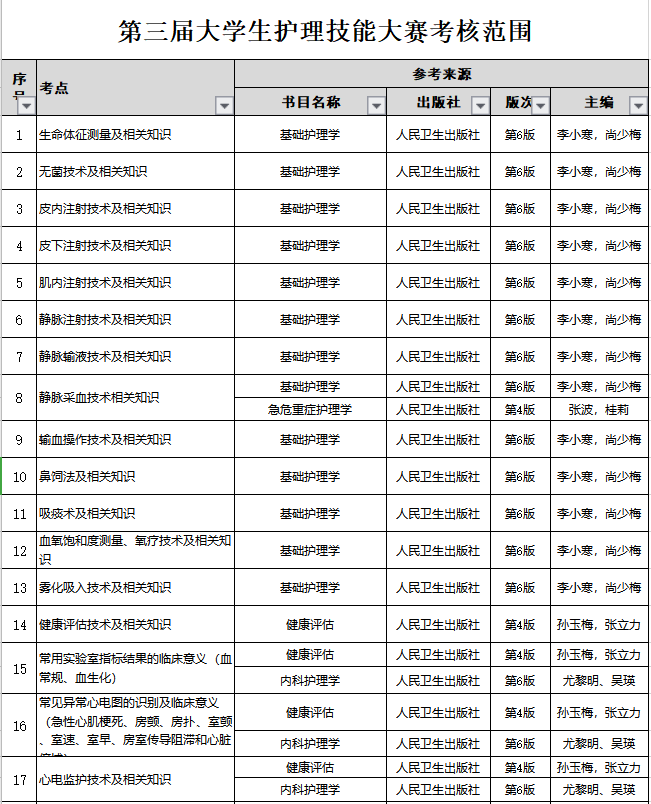 第三届大学生护理技能大赛考核范围
序号 考点 参考来源
书目名称 出版社 版次 主编
1 生命体征测量及相关知识 基础护理学 人民卫生出版社 第6版 李小寒，尚少梅
2 无菌技术及相关知识 基础护理学 人民卫生出版社 第6版 李小寒，尚少梅
3 皮内注射技术及相关知识 基础护理学 人民卫生出版社 第6版 李小寒，尚少梅
4 皮下注射技术及相关知识 基础护理学 人民卫生出版社 第6版 李小寒，尚少梅
5 肌内注射技术及相关知识 基础护理学 人民卫生出版社 第6版 李小寒，尚少梅
6 静脉注射技术及相关知识 基础护理学 人民卫生出版社 第6版 李小寒，尚少梅
7 静脉输液技术及相关知识 基础护理学 人民卫生出版社 第6版 李小寒，尚少梅
8 静脉采血技术相关知识 基础护理学 人民卫生出版社 第6版 李小寒，尚少梅
急危重症护理学 人民卫生出版社 第4版 张波，桂莉
9 输血操作技术及相关知识 基础护理学 人民卫生出版社 第6版 李小寒，尚少梅
10 鼻饲法及相关知识 基础护理学 人民卫生出版社 第6版 李小寒，尚少梅
11 吸痰术及相关知识 基础护理学 人民卫生出版社 第6版 李小寒，尚少梅
12 血氧饱和度测量、氧疗技术及相关知
识 基础护理学 人民卫生出版社 第6版 李小寒，尚少梅
13 雾化吸入技术及相关知识 基础护理学 人民卫生出版社 第6版 李小寒，尚少梅
14 健康评估技术及相关知识 健康评估 人民卫生出版社 第4版 孙玉梅，张立力
15 常用实验室指标结果的临床意义（血
常规、血生化） 健康评估 人民卫生出版社 第4版 孙玉梅，张立力
内科护理学 人民卫生出版社 第6版 尤黎明、吴瑛
16 常见异常心电图的识别及临床意义
（急性心肌梗死、房颤、房扑、室颤
、室速、室早、房室传导阻滞和心脏
健康评估 人民卫生出版社 第4版 孙玉梅，张立力
内科护理学 人民卫生出版社 第6版 尤黎明、吴瑛
17 心电监护技术及相关知识 健康评估 人民卫生出版社 第4版 孙玉梅，张立力
内科护理学 人民卫生出版社 第6版 尤黎明、吴瑛